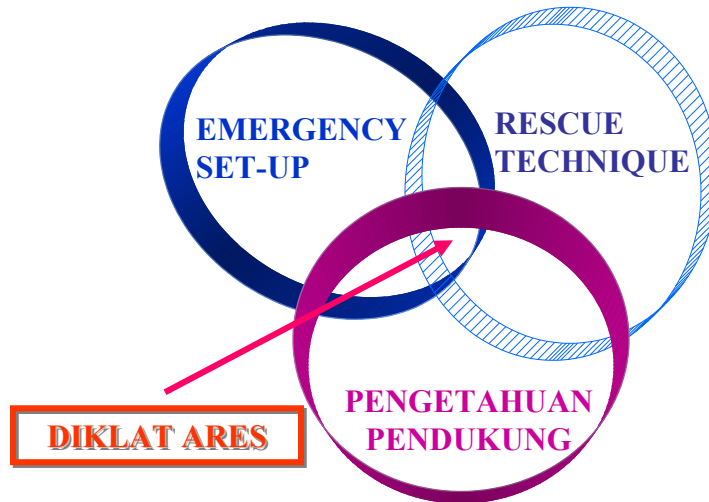 EMERGENCY
SET-UP
RESCUE
TECHNIQUE
PENGETAHUAN
PENDUKUNG
DIKLAT ARES